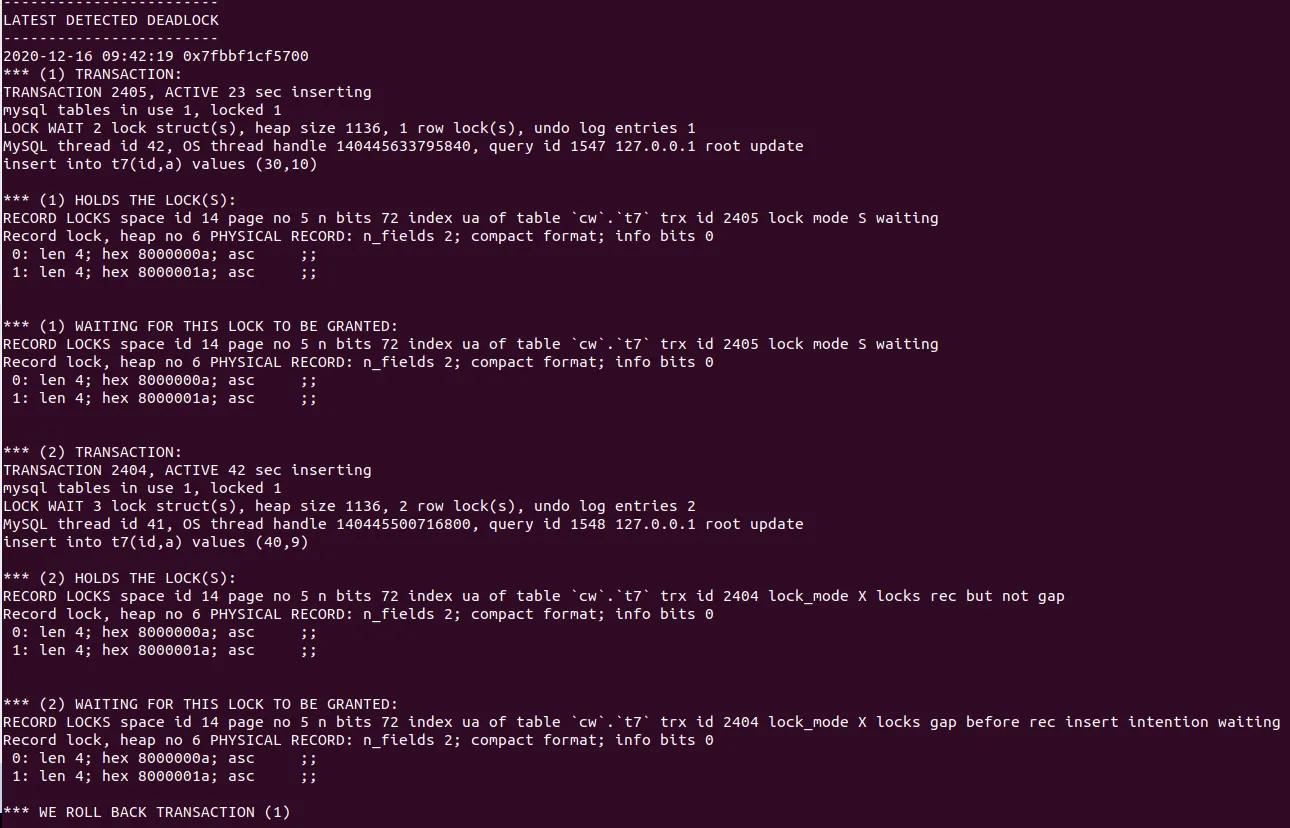 ------------------------
LATEST DETECTED DEADLOCK
------------------------
2020-12-16 09:42:19 0x7fbbf1cf5700
*** (1) TRANSACTION:
TRANSACTION 2405, ACTIVE 23 sec inserting
mysql tables in use 1, locked 1
LOCK WAIT 2 lock struct(s), heap size 1136, 1 row lock(s), undo log entries 1
MySQL thread id 42, OS thread handle 140445633795840, query id 1547 127.0.0.1 root update
insert into t7(id,a) values (30,10)

*** (1) HOLDS THE LOCK(S):
RECORD LOCKS space id 14 page no 5 n bits 72 index ua of table `cw`.`t7` trx id 2405 lock mode S waiting
Record lock, heap no 6 PHYSICAL RECORD: n_fields 2; compact format; info bits 0
 0: len 4; hex 8000000a; asc     ;;
 1: len 4; hex 8000001a; asc     ;;

*** (1) WAITING FOR THIS LOCK TO BE GRANTED:
RECORD LOCKS space id 14 page no 5 n bits 72 index ua of table `cw`.`t7` trx id 2405 lock mode S waiting
Record lock, heap no 6 PHYSICAL RECORD: n_fields 2; compact format; info bits 0
 0: len 4; hex 8000000a; asc     ;;
 1: len 4; hex 8000001a; asc     ;;

*** (2) TRANSACTION:
TRANSACTION 2404, ACTIVE 42 sec inserting
mysql tables in use 1, locked 1
LOCK WAIT 3 lock struct(s), heap size 1136, 2 row lock(s), undo log entries 2
MySQL thread id 41, OS thread handle 140445500716800, query id 1548 127.0.0.1 root update
insert into t7(id,a) values (40,9)

*** (2) HOLDS THE LOCK(S):
RECORD LOCKS space id 14 page no 5 n bits 72 index ua of table `cw`.`t7` trx id 2404 lock_mode X locks rec but not gap
Record lock, heap no 6 PHYSICAL RECORD: n_fields 2; compact format; info bits 0
 0: len 4; hex 8000000a; asc     ;;
 1: len 4; hex 8000001a; asc     ;;

*** (2) WAITING FOR THIS LOCK TO BE GRANTED:
RECORD LOCKS space id 14 page no 5 n bits 72 index ua of table `cw`.`t7` trx id 2404 lock_mode X locks gap before rec insert intention waiting
Record lock, heap no 6 PHYSICAL RECORD: n_fields 2; compact format; info bits 0
 0: len 4; hex 8000000a; asc     ;;
 1: len 4; hex 8000001a; asc     ;;

*** WE ROLL BACK TRANSACTION (1)